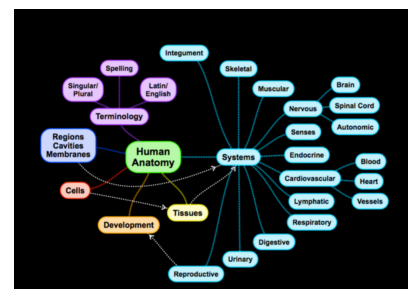 Integument
Spelling
Skeletal
Singular/
Plural
Latin/
English
Muscular
Brain
Terminology
Nervous
Spinal Cord
Autonomic
Regions
Cavities
Membranes
Senses
Human
Anatomy
Systems
Endocrine
Blood
Cardiovascular
Heart
Cells
Lymphatic
Vessels
Tissues
Development
Respiratory
Digestive
Urinary
Reproductive